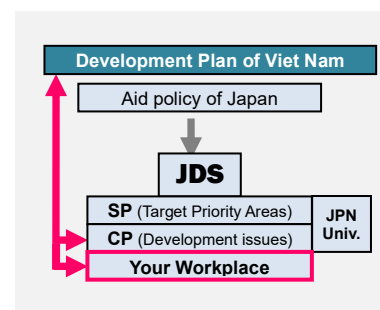 Development Plan of Viet Nam
Aid policy of Japan
JDS
SP (Target Priority Areas)
CP (Development issues)
JPN
Univ.
Your Workplace